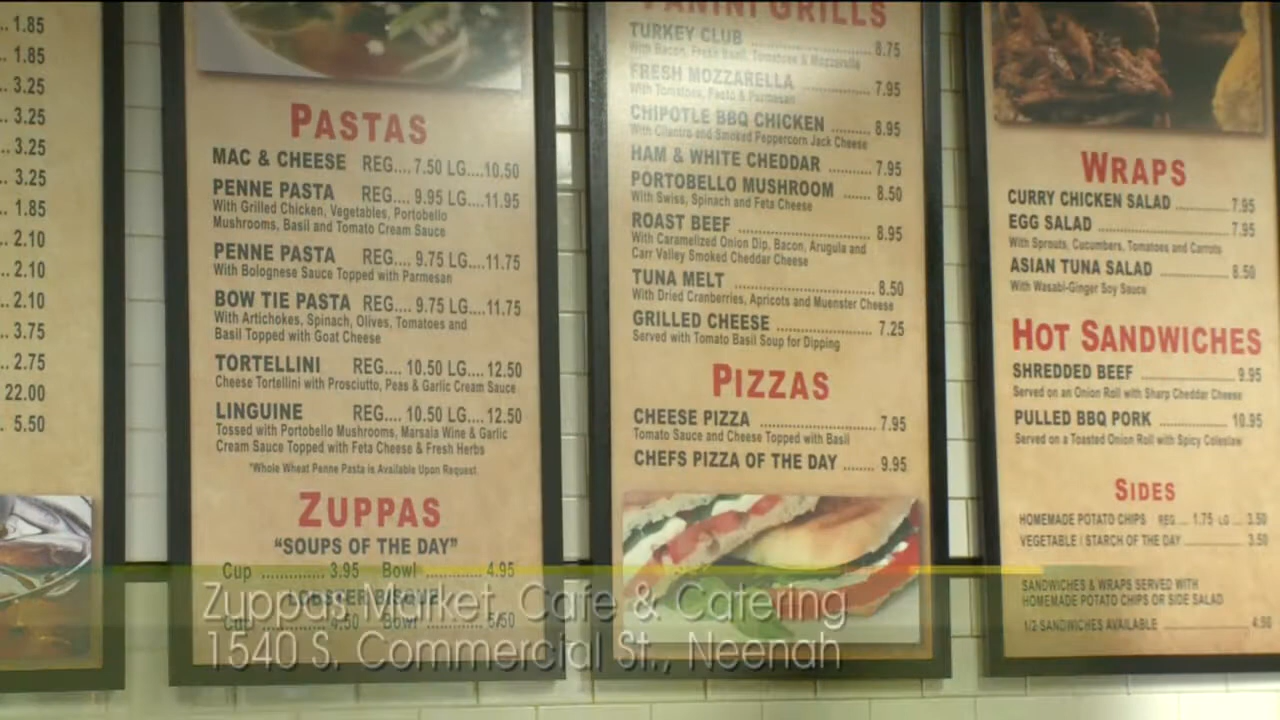 .. 1.85
.. 1.85
.. 3.25
.. 3.25
... 3.25
... 3.25
.. 1.85
.. 2.10
.. 2.10
.. 2.10
... 3.75
... 2.75
22.00
. 5.50
PASTAS
MAC & CHEESE REG.... 7.50 LG....10.50
PENNE PASTA REG.... 9.95 LG....11.95
With Grilled Chicken, Vegetables, Portobello
Mushrooms, Basil and Tomato Cream Sauce
PENNE PASTA REG.... 9.75 LG....11.75
With Bolognese Sauce Topped with Parmesan
BOW TIE PASTA REG.... 9.75 LG....11.75
With Artichokes, Spinach, Olives, Tomatoes and
Basil Topped with Goat Cheese
TORTELLINI REG.... 10.50 LG....12.50
Cheese Tortellini with Prosciutto, Peas & Garlic Cream Sauce
LINGUINE REG.... 10.50 LG....12.50
Tossed with Portobello Mushrooms, Marsala Wine & Garlic
Cream Sauce Topped with Feta Cheese & Fresh Herbs
*Whole Wheat Penne Pasta is Available Upon Request
ZUPPAS
"SOUPS OF THE DAY"
Cup .............. 3.95 Bowl .............. 4.95
LOBSTER BISQUE
Cup .............. 4.50 Bowl .............. 5.50
PANINI GRILLS
TURKEY CLUB .................... 8.75
With Bacon, Fresh Basil, Tomatoes & Mozzarella
FRESH MOZZARELLA .............. 7.95
With Tomatoes, Pesto & Parmesan
CHIPOTLE BBQ CHICKEN ......... 8.95
With Cilantro and Smoked Peppercorn Jack Cheese
HAM & WHITE CHEDDAR .......... 7.95
PORTOBELLO MUSHROOM ...... 8.50
With Swiss, Spinach and Feta Cheese
ROAST BEEF ........................ 8.95
With Caramelized Onion Dip, Bacon, Arugula and
Carr Valley Smoked Cheddar Cheese
TUNA MELT ........................ 8.50
With Dried Cranberries, Apricots and Muenster Cheese
GRILLED CHEESE .................... 7.25
Served with Tomato Basil Soup for Dipping
PIZZAS
CHEESE PIZZA ...................... 7.95
Tomato Sauce and Cheese Topped with Basil
CHEFS PIZZA OF THE DAY ........ 9.95
WRAPS
CURRY CHICKEN SALAD .............. 7.95
EGG SALAD .......................... 7.95
With Sprouts, Cucumbers, Tomatoes and Carrots
ASIAN TUNA SALAD ................ 8.50
With Wasabi-Ginger Soy Sauce
HOT SANDWICHES
SHREDDED BEEF .................... 9.95
Served on an Onion Roll with Sharp Cheddar Cheese
PULLED BBQ PORK .................. 10.95
Served on a Toasted Onion Roll with Spicy Coleslaw
SIDES
HOMEMADE POTATO CHIPS REG.... 1.75 LG .... 3.50
VEGETABLE / STARCH OF THE DAY .............. 3.50
SANDWICHES & WRAPS SERVED WITH
HOMEMADE POTATO CHIPS OR SIDE SALAD
1/2 SANDWICHES AVAILABLE .................. 4.98
Zuppas Market, Cafe & Catering
1540 S. Commercial St., Neenah